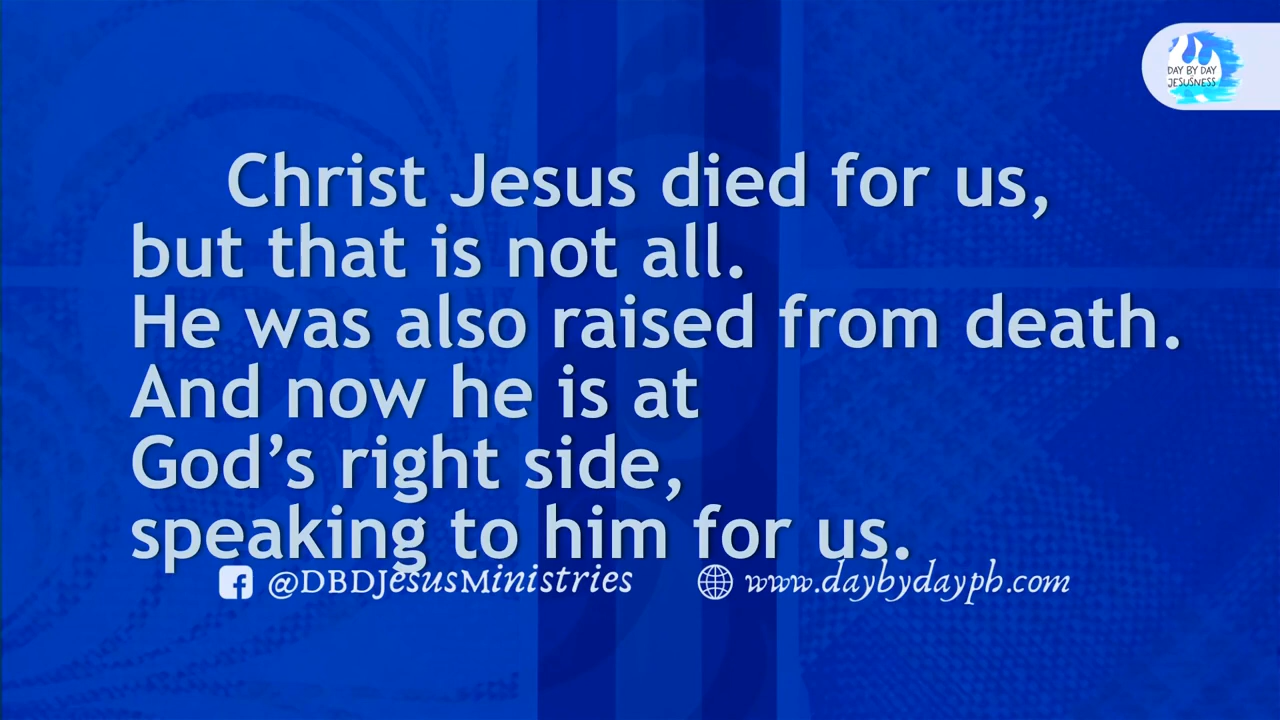 DAY BY DAY
JESUSNESS
Christ Jesus died for us,
but that is not all.
He was also raised from death.
And now he is at
God’s right side,
speaking to him for us.
@DBDJesusMinistries
www.daybydayph.com